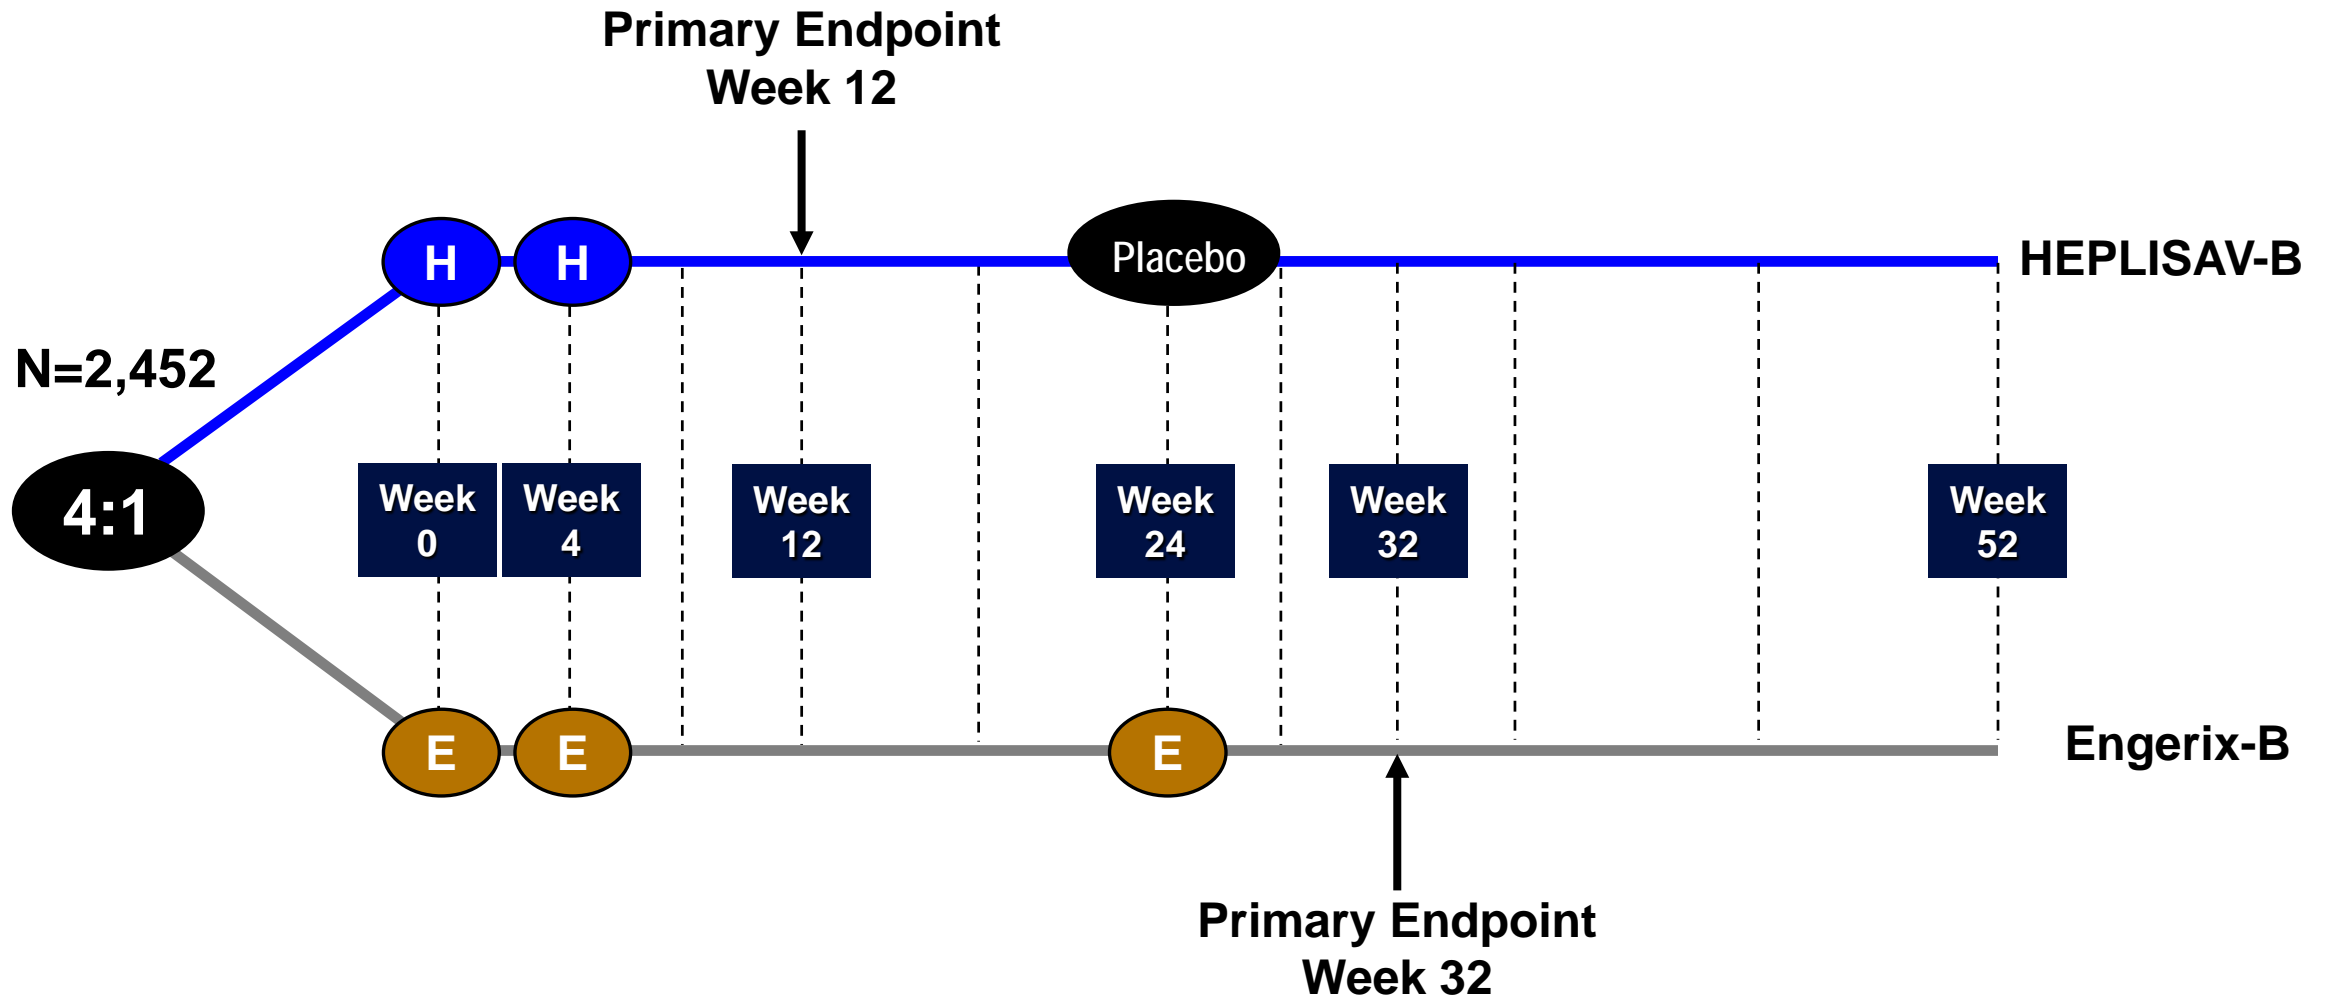 Primary Endpoint
Week 12
H
H
Placebo
HEPLISAV-B
N=2,452
4:1
Week
0
Week
4
Week
12
Week
24
Week
32
Week
52
E
E
E
Engerix-B
Primary Endpoint
Week 32